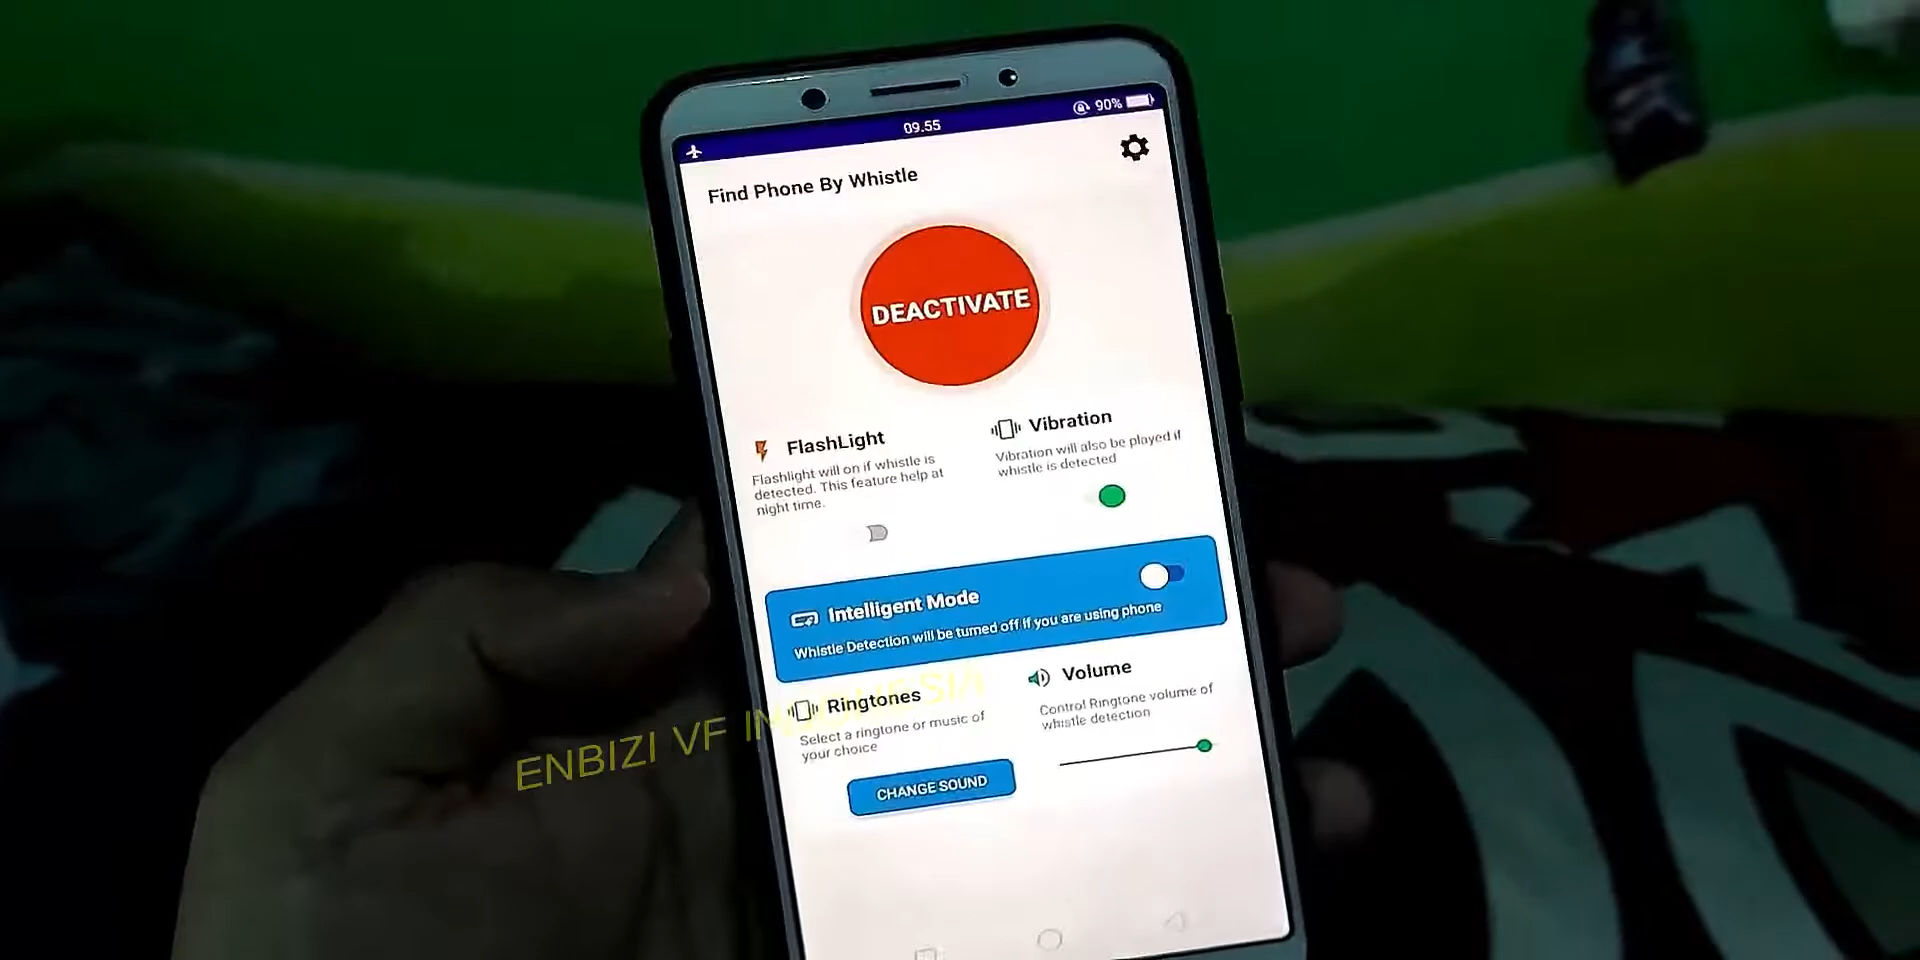 09.55
90%
Find Phone By Whistle
DEACTIVATE
FlashLight
Flashlight will on if whistle is
detected. This feature help at
night time.
Vibration
Vibration will also be played if
whistle is detected
Intelligent Mode
Whistle Detection will be turned off if you are using phone
Ringtones
Select a ringtone or music of
your choice
CHANGE SOUND
Volume
Control Ringtone volume of
whistle detection
ENBIZI VF INDONESIA